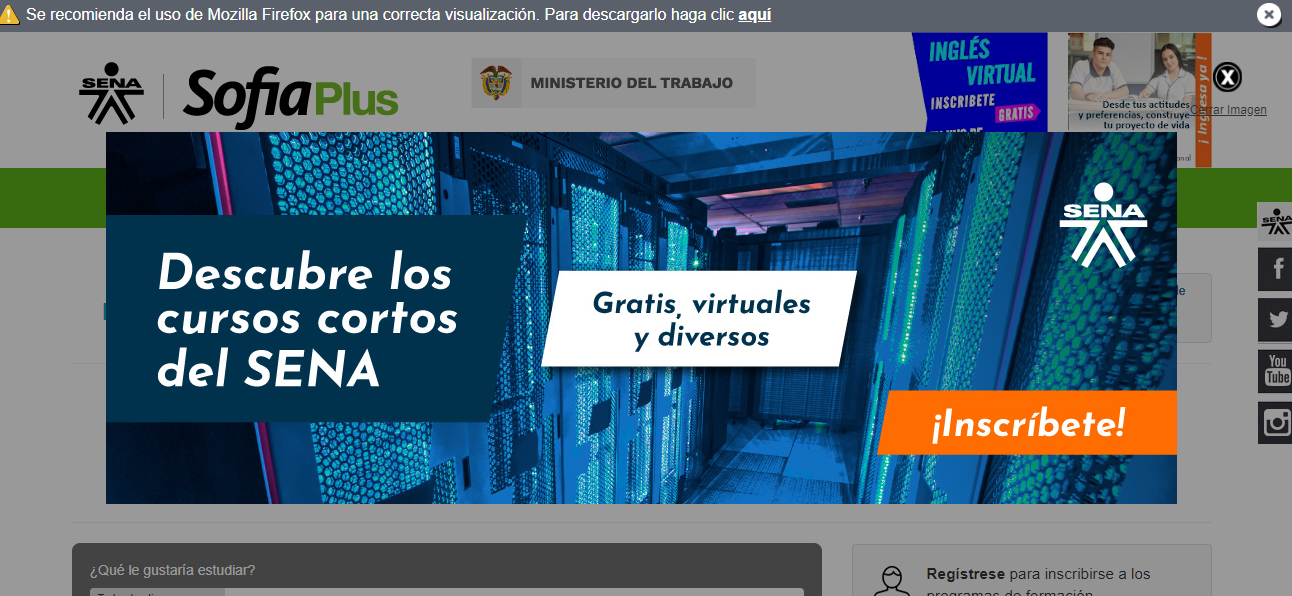 Se recomienda el uso de Mozilla Firefox para una correcta visualización. Para descargarlo haga clic aquí
SENA
SofiaPlus
MINISTERIO DEL TRABAJO
INGLÉS
VIRTUAL
INSCRIBETE
GRATIS
Desde tus actitudes
y preferencias, construye
tu proyecto de vida
¡Ingresa ya!
Cerrar Imagen
Descubre los
cursos cortos
del SENA
Gratis, virtuales
y diversos
SENA
¡Inscríbete!
SENA
You
Tube
¿Qué le gustaría estudiar?
Regístrese para inscribirse a los
programas de formación